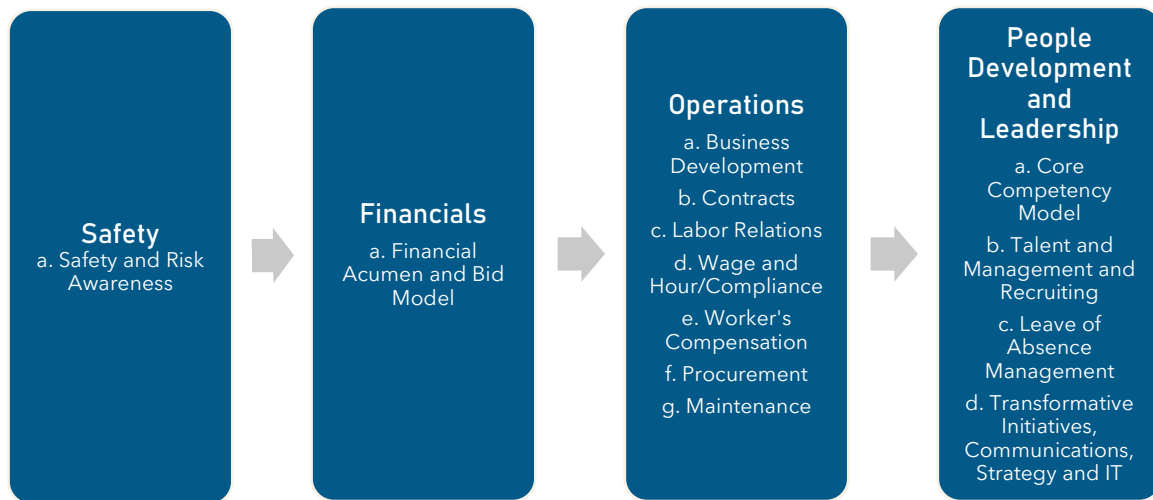 Safety
a. Safety and Risk
Awareness
Financials
a. Financial
Acumen and Bid
Model
Operations
a. Business
Development
b. Contracts
c. Labor Relations
d. Wage and
Hour/Compliance
e. Worker's
Compensation
f. Procurement
g. Maintenance
People
Development
and
Leadership
a. Core
Competency
Model
b. Talent and
Management and
Recruiting
c. Leave of
Absence
Management
d. Transformative
Initiatives,
Communications,
Strategy and IT